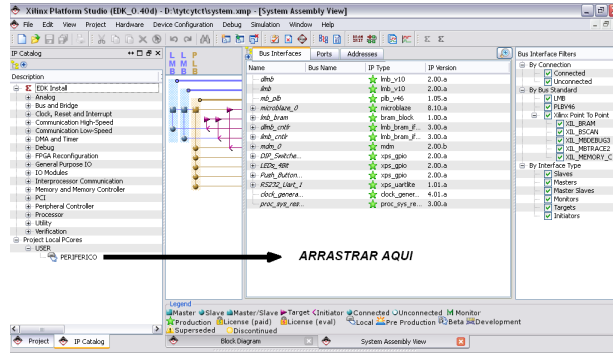 Xilinx Platform Studio (EDK_O.40d) - D:\tytcytct\system.xmp - [System Assembly View]
File Edit View Project Hardware Device Configuration Debug Simulation Window Help
IP Catalog
Description
EDK Install
Analog
Bus and Bridge
Clock, Reset and Interrupt
Communication High-Speed
Communication Low-Speed
DMA and Timer
Debug
FPGA Reconfiguration
General Purpose IO
IO Modules
Interprocessor Communication
Memory and Memory Controller
PCI
Peripheral Controller
Processor
Utility
Verification
Project Local PCores
USER
PERIFERICO
Project IP Catalog
L L P
M M L
B B B
Bus Interfaces Ports Addresses
Name Bus Name IP Type IP Version
dlmb lmb_v10 2.00.a
ilmb lmb_v10 2.00.a
mb_plb plb_v46 1.05.a
microblaze_0 microblaze 8.10.a
lmb_bram bram_block 1.00.a
dlmb_cntlr lmb_bram_if... 3.00.a
ilmb_cntlr lmb_bram_if... 3.00.a
mdm_0 mdm 2.00.b
DIP_Switche... xps_gpio 2.00.a
LEDs_4Bit xps_gpio 2.00.a
Push_Button... xps_gpio 2.00.a
RS232_Uart_1 xps_uartlite 1.01.a
clock_genera... clock_gener... 4.01.a
proc_sys_res... proc_sys_re... 3.00.a
ARRASTRAR AQUI
Legend
Master Slave Master/Slave Target Initiator Connected Unconnected M Monitor
Production License (paid) License (eval) Local Pre Production Beta Development
Superseded Discontinued
Block Diagram System Assembly View
Bus Interface Filters
By Connection
Connected
Unconnected
By Bus Standard
LMB
PLBV46
Xilinx Point To Point
XIL_BRAM
XIL_BSCAN
XIL_MBDEBUG3
XIL_MBTRACE2
XIL_MEMORY_C
By Interface Type
Slaves
Masters
Master Slaves
Monitors
Targets
Initiators